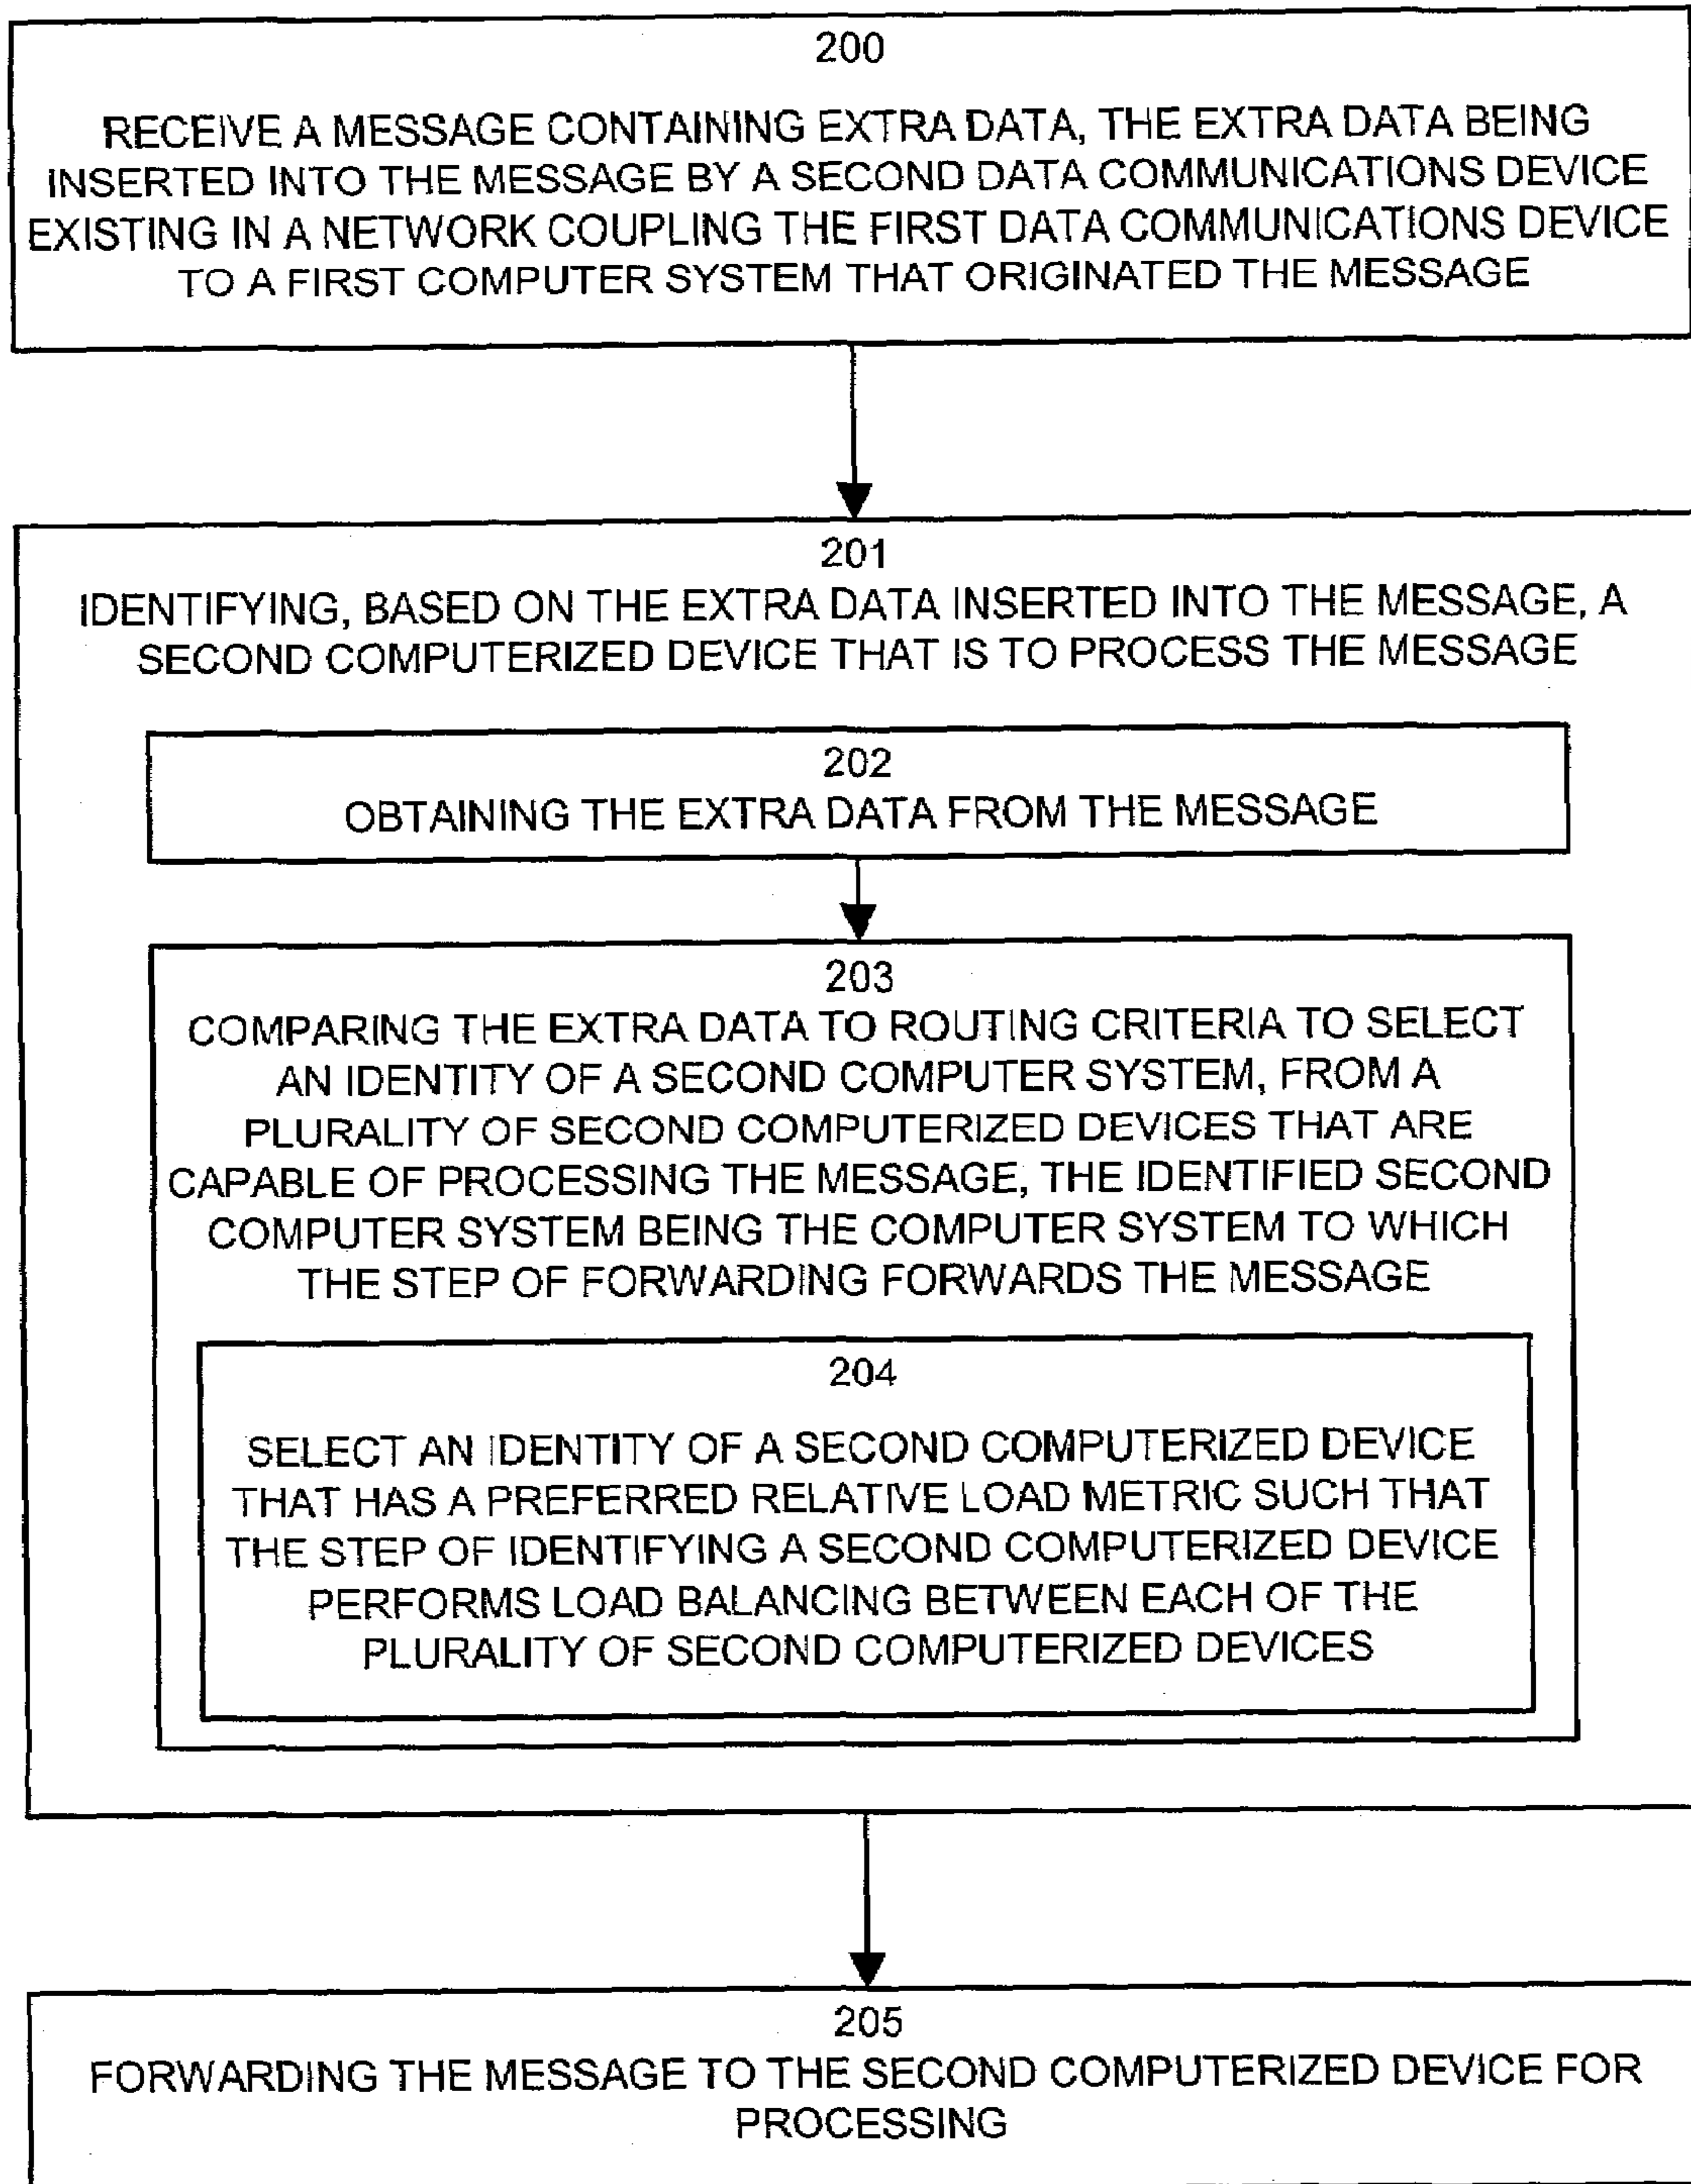 200
RECEIVE A MESSAGE CONTAINING EXTRA DATA, THE EXTRA DATA BEING
INSERTED INTO THE MESSAGE BY A SECOND DATA COMMUNICATIONS DEVICE
EXISTING IN A NETWORK COUPLING THE FIRST DATA COMMUNICATIONS DEVICE
TO A FIRST COMPUTER SYSTEM THAT ORIGINATED THE MESSAGE
201
IDENTIFYING, BASED ON THE EXTRA DATA INSERTED INTO THE MESSAGE, A
SECOND COMPUTERIZED DEVICE THAT IS TO PROCESS THE MESSAGE
202
OBTAINING THE EXTRA DATA FROM THE MESSAGE
203
COMPARING THE EXTRA DATA TO ROUTING CRITERIA TO SELECT
AN IDENTITY OF A SECOND COMPUTER SYSTEM, FROM A
PLURALITY OF SECOND COMPUTERIZED DEVICES THAT ARE
CAPABLE OF PROCESSING THE MESSAGE, THE IDENTIFIED SECOND
COMPUTER SYSTEM BEING THE COMPUTER SYSTEM TO WHICH
THE STEP OF FORWARDING FORWARDS THE MESSAGE
204
SELECT AN IDENTITY OF A SECOND COMPUTERIZED DEVICE
THAT HAS A PREFERRED RELATIVE LOAD METRIC SUCH THAT
THE STEP OF IDENTIFYING A SECOND COMPUTERIZED DEVICE
PERFORMS LOAD BALANCING BETWEEN EACH OF THE
PLURALITY OF SECOND COMPUTERIZED DEVICES
205
FORWARDING THE MESSAGE TO THE SECOND COMPUTERIZED DEVICE FOR
PROCESSING